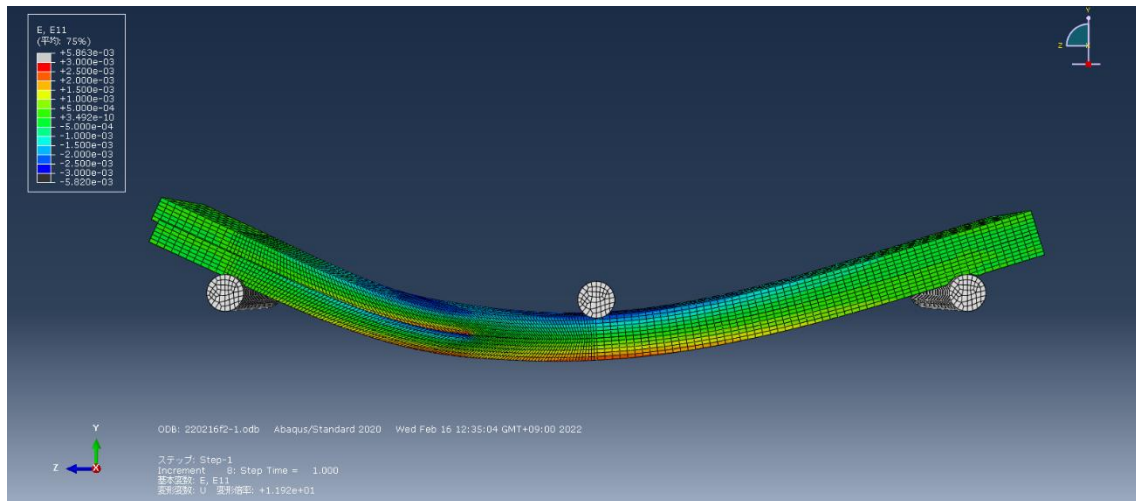 E, E11
(平均: 75%)
+5.863e-03
+3.000e-03
+2.500e-03
+2.000e-03
+1.500e-03
+1.000e-03
+5.000e-04
+3.492e-10
-5.000e-04
-1.000e-03
-1.500e-03
-2.000e-03
-2.500e-03
-5.820e-03
Y
Z
ODB: 220216f2-1.odb Abaqus/Standard 2020 Wed Feb 16 12:35:04 GMT+09:00 2022
Y
Z
X
ステップ: Step-1
Increment 8: Step Time = 1.000
基本変数: E, E11
変形変数: U 変形倍率: +1.192e+01